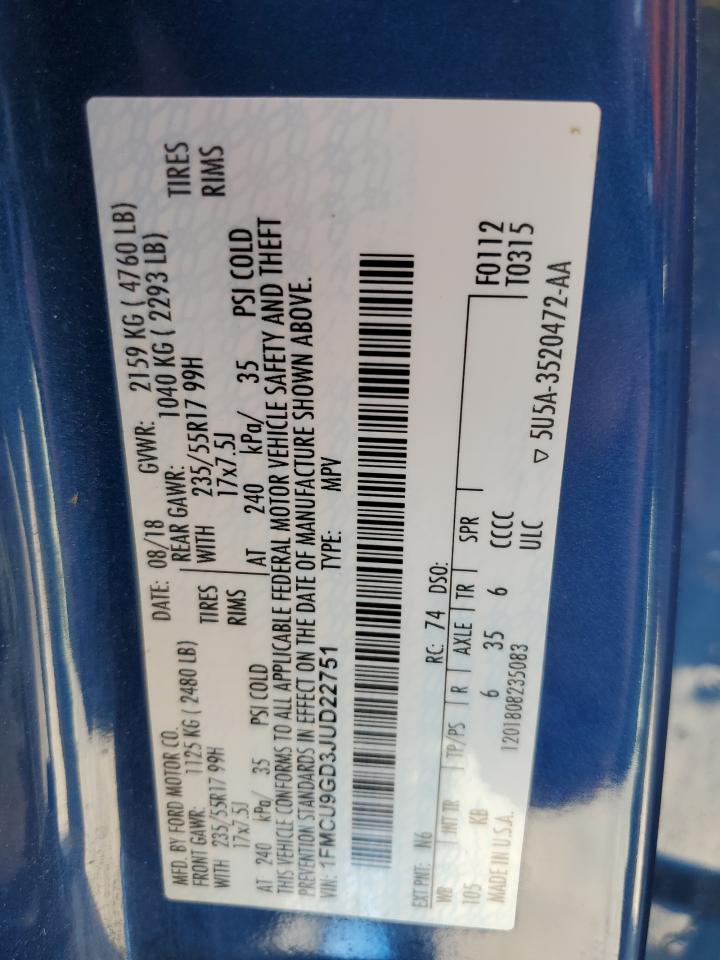 MFD. BY FORD MOTOR CO.
DATE: 08/18 GVWR: 2159 KG ( 4760 LB)
FRONT GAWR: 1125 KG ( 2480 LB)
REAR GAWR: 1040 KG ( 2293 LB)
WITH 235/55R17 99H TIRES
WITH 235/55R17 99H TIRES
17x7.5J RIMS
17x7.5J RIMS
AT 240 kPa/ 35 PSI COLD
AT 240 kPa/ 35 PSI COLD
THIS VEHICLE CONFORMS TO ALL APPLICABLE FEDERAL MOTOR VEHICLE SAFETY AND THEFT
PREVENTION STANDARDS IN EFFECT ON THE DATE OF MANUFACTURE SHOWN ABOVE.
VIN: 1FMCU9GD3JUD22751 TYPE: MPV
EXT PNT: N6 RC: 74 DSO:
WB INT TR TP/PS R AXLE TR SPR
F0112
105 KB 6 35 6 CCCC
T0315
MADE IN U.S.A. 1201808235083 ULC
▽ 5U5A-3520472-AA